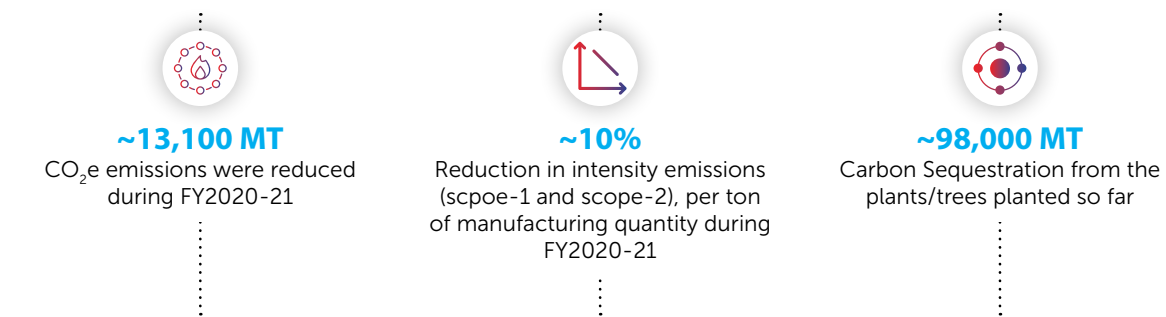 ~13,100 MT
CO₂e emissions were reduced
during FY2020-21
~10%
Reduction in intensity emissions
(scpoe-1 and scope-2), per ton
of manufacturing quantity during
FY2020-21
~98,000 MT
Carbon Sequestration from the
plants/trees planted so far